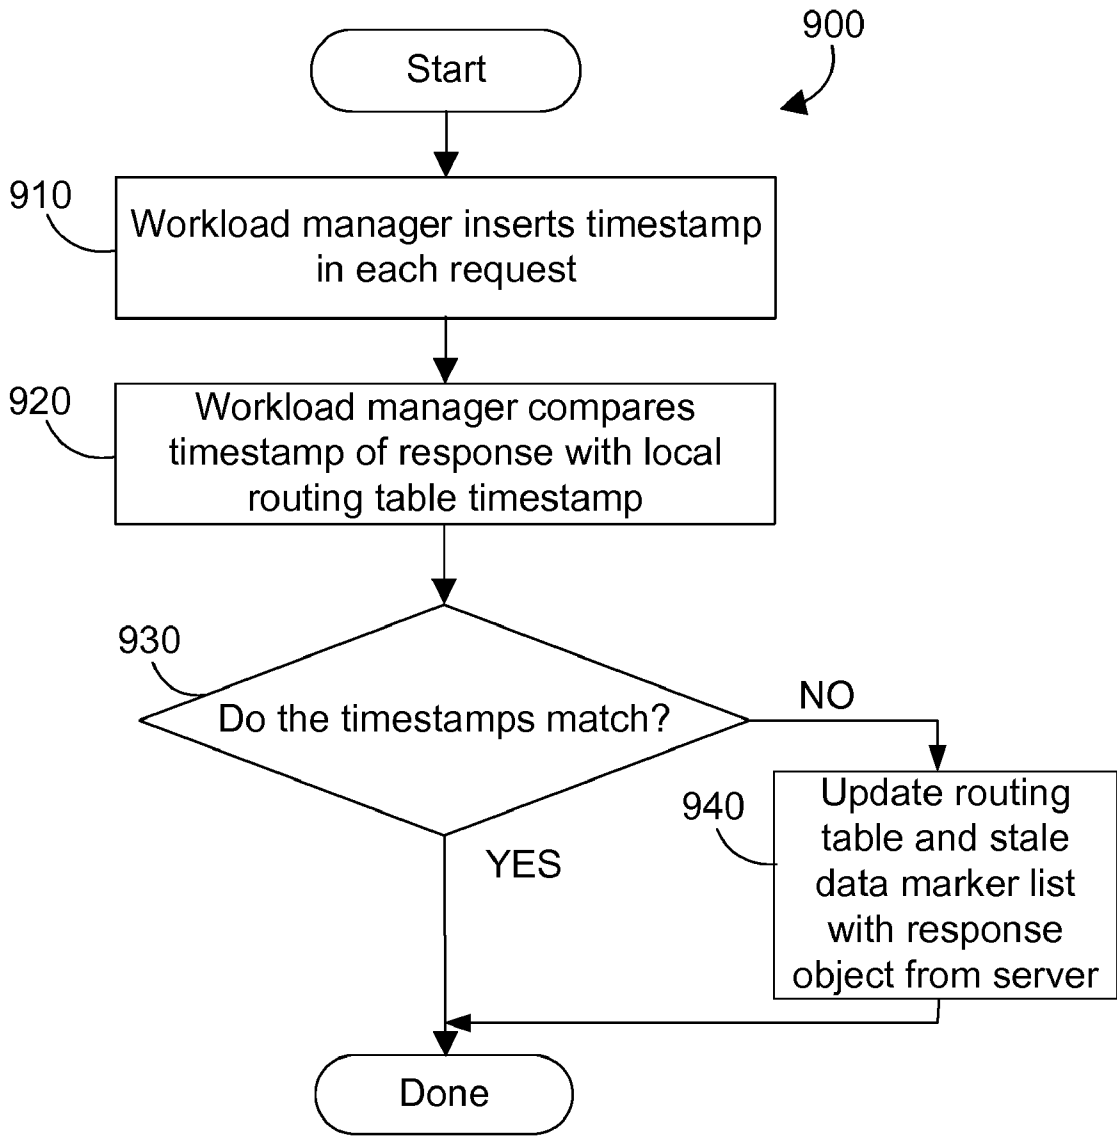 900
Start
910
Workload manager inserts timestamp
in each request
920
Workload manager compares
timestamp of response with local
routing table timestamp
930
Do the timestamps match?
NO
YES
940
Update routing
table and stale
data marker list
with response
object from server
Done